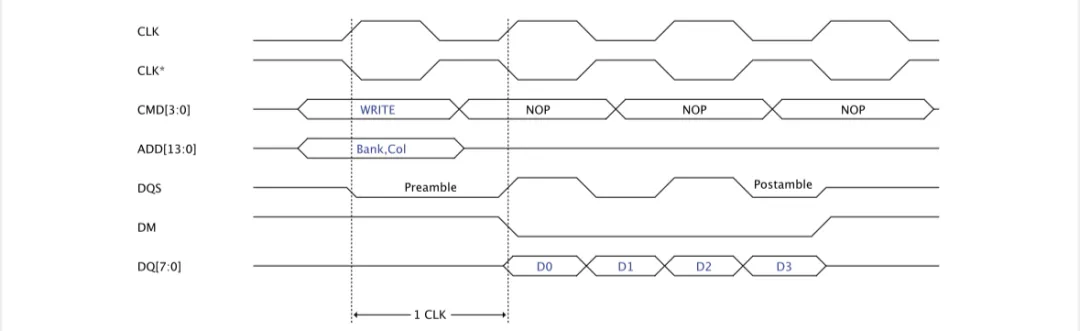 CLK
CLK*
CMD[3:0] WRITE NOP NOP NOP
ADD[13:0] Bank,Col
DQS Preamble Postamble
DM
DQ[7:0] D0 D1 D2 D3
1 CLK